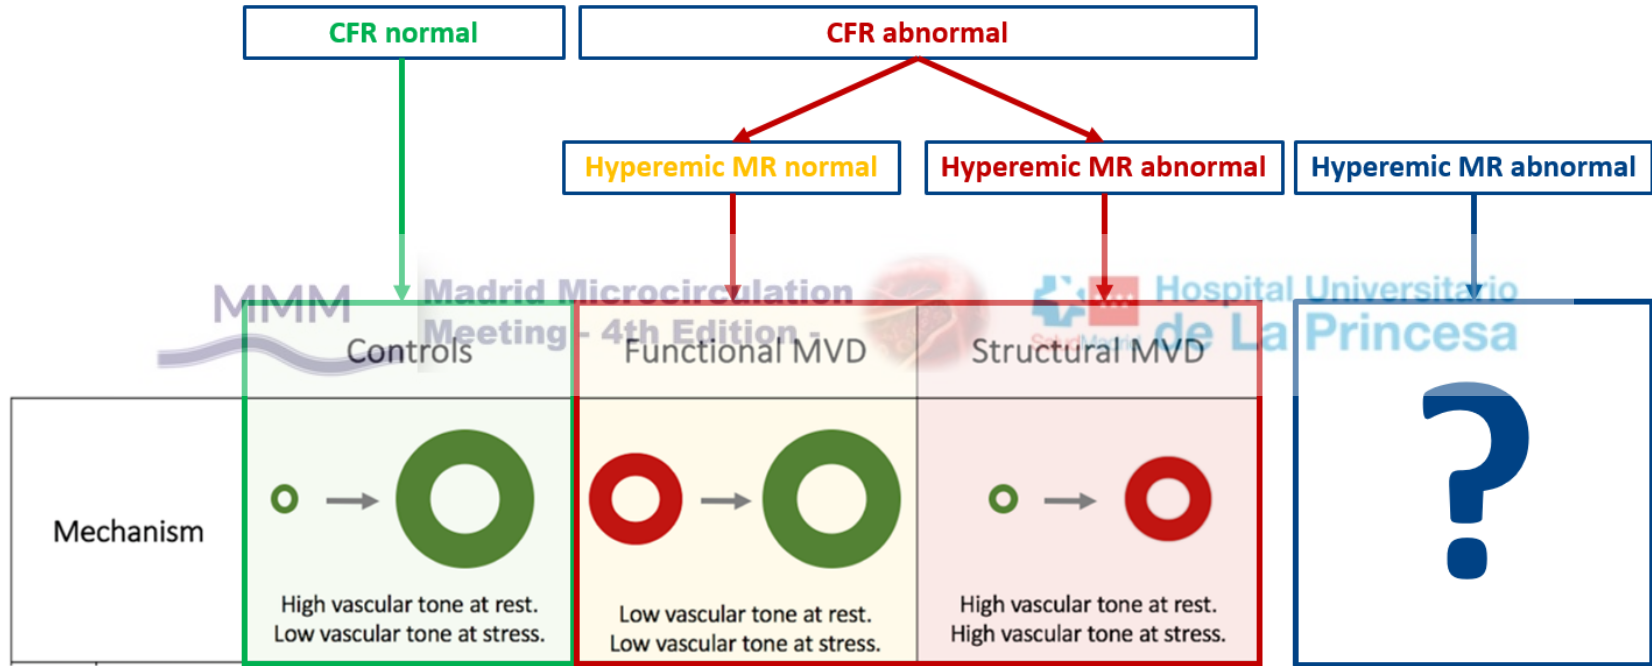 CFR normal
CFR abnormal
Hyperemic MR normal
Hyperemic MR abnormal
Hyperemic MR abnormal
MMM
Madrid Microcirculation
Meeting - 4th Edition -
SaludMadrid
Hospital Universitario
de La Princesa
Controls
Functional MVD
Structural MVD
Mechanism
High vascular tone at rest.
Low vascular tone at stress.
Low vascular tone at rest.
Low vascular tone at stress.
High vascular tone at rest.
High vascular tone at stress.
?